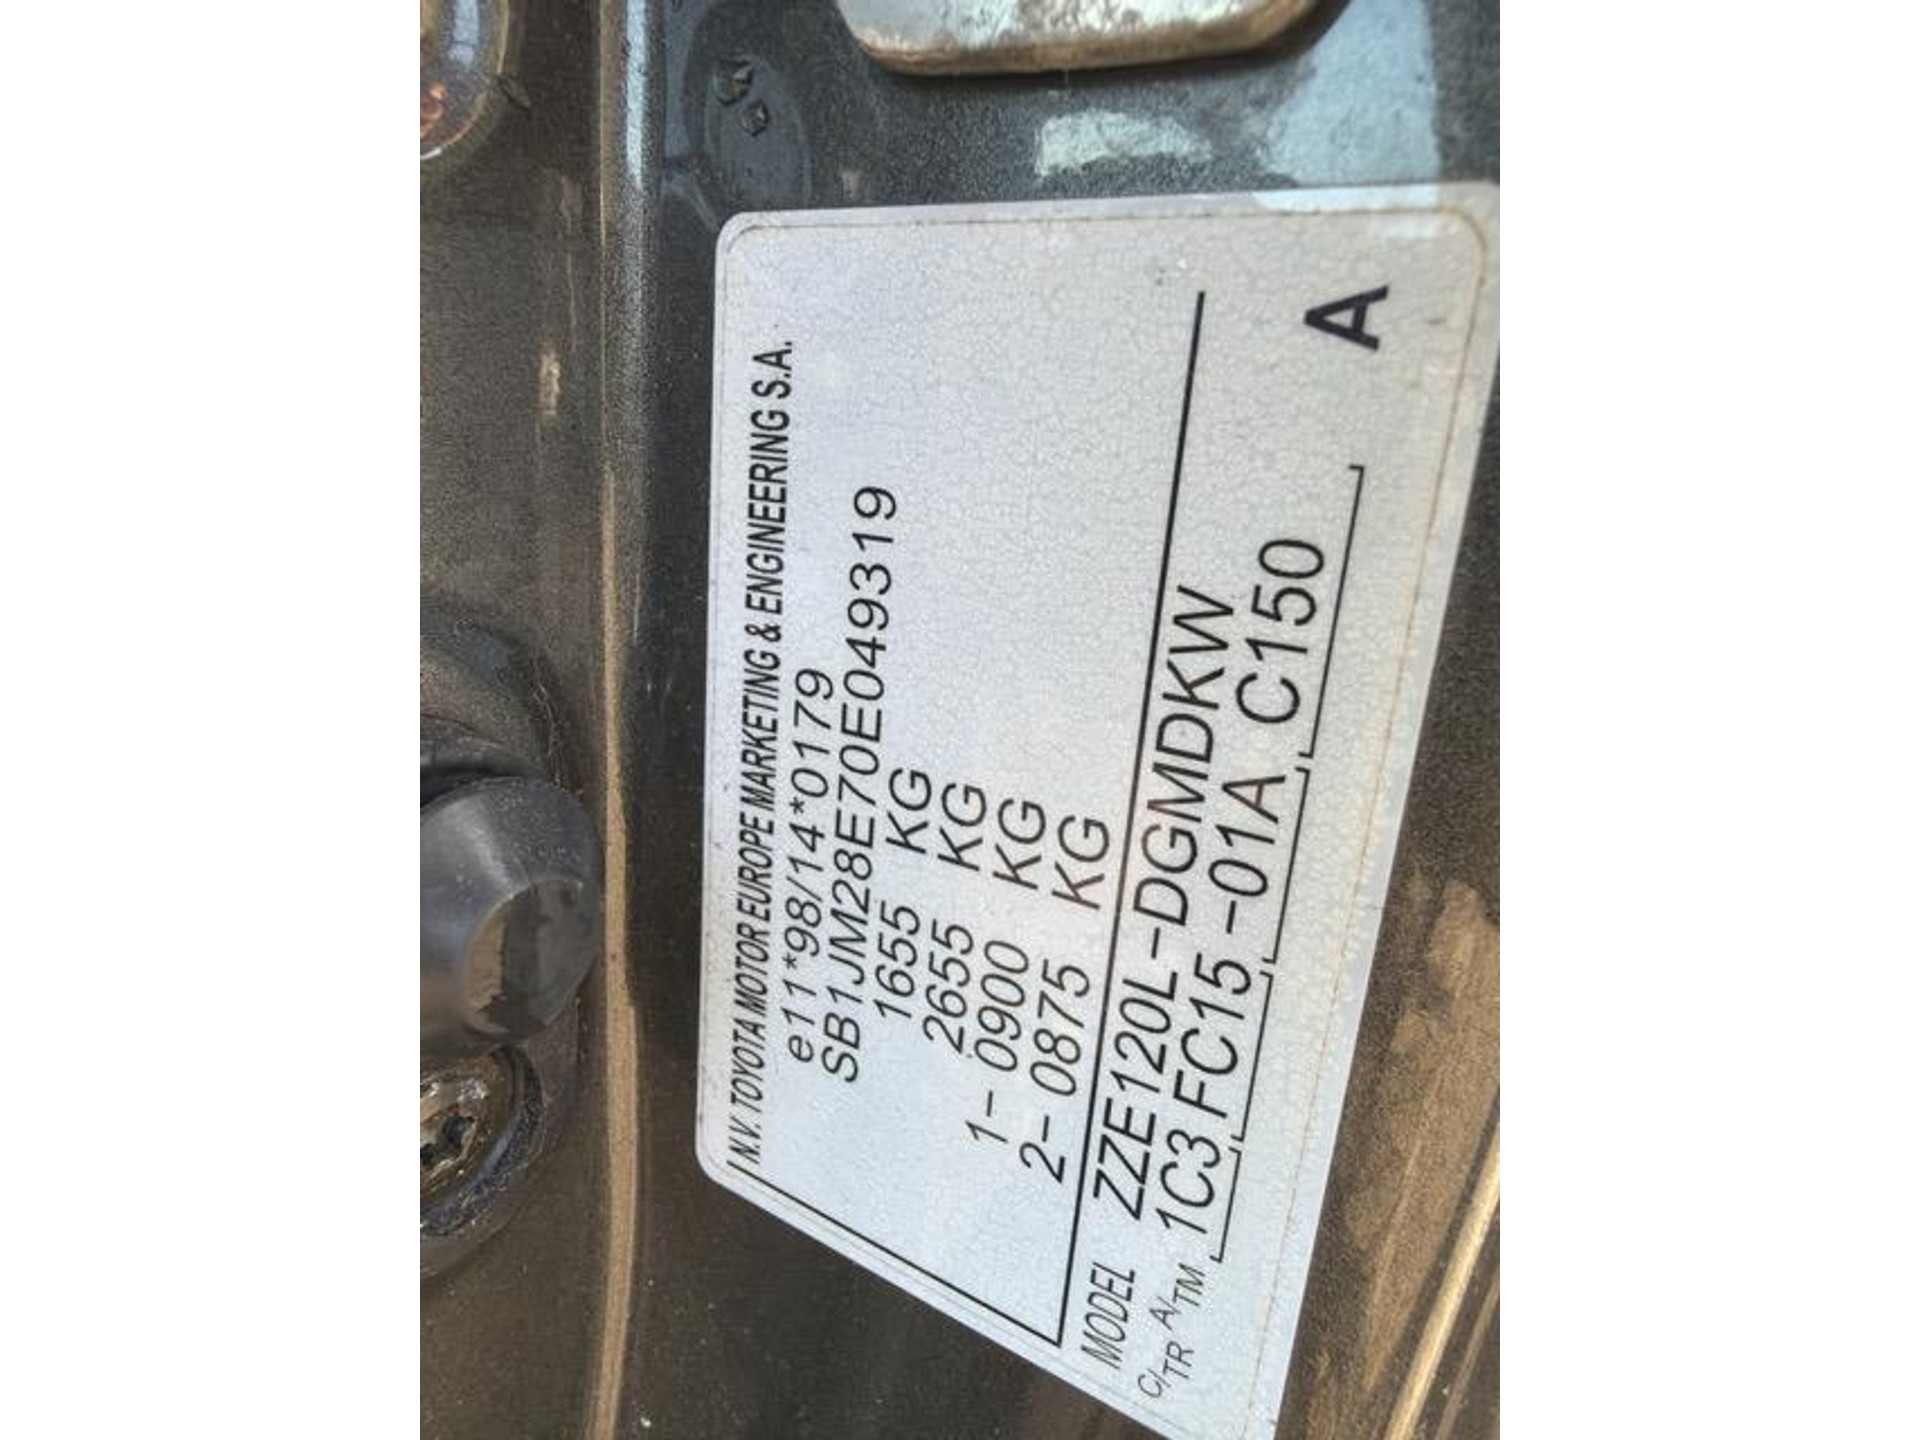 N.V. TOYOTA MOTOR EUROPE MARKETING & ENGINEERING S.A.
e11*98/14*0179
SB1JM28E70E049319
1655 KG
2655 KG
1- 0900 KG
2- 0875 KG
MODEL ZZE120L-DGMDKW
C/TR A/TM 1C3 FC15 -01A C150
A